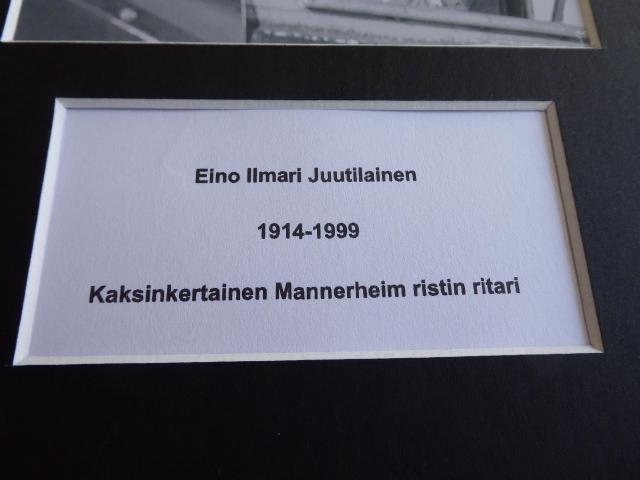 Eino Ilmari Juutilainen
1914-1999
Kaksinkertainen Mannerheim ristin ritari